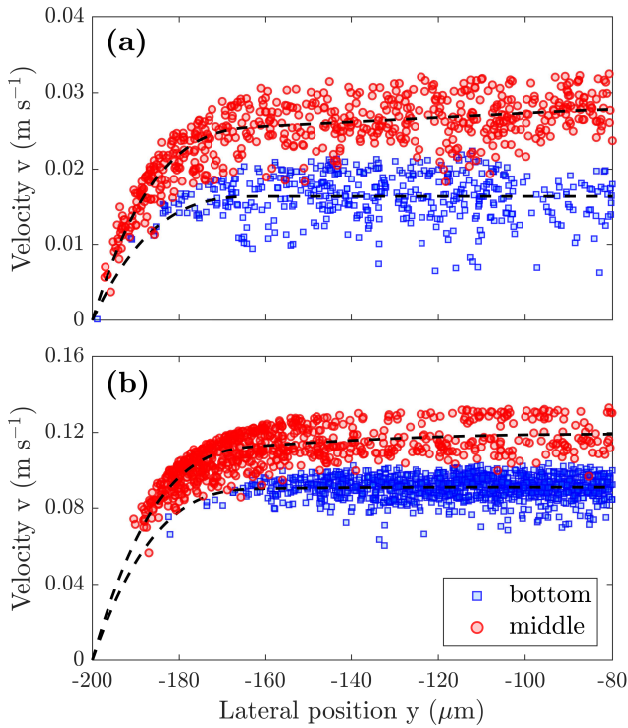 (a)
0.04
0.03
0.02
0.01
0
Velocity v (m s⁻¹)
(b)
0.16
0.12
0.08
0.04
0
Velocity v (m s⁻¹)
bottom
middle
-200 -180 -160 -140 -120 -100 -80
Lateral position y (μm)